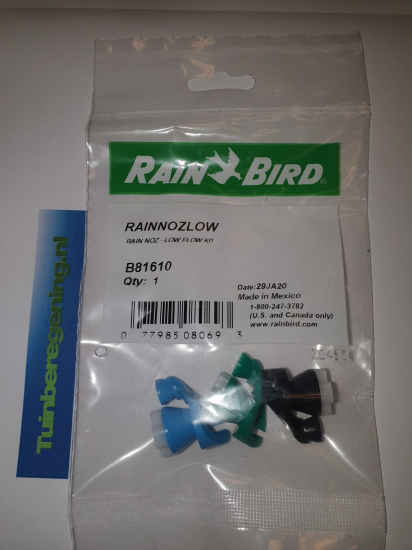 RAIN BIRD®
RAINNOZLOW
RAIN NOZ - LOW FLOW KIT
B81610
Qty: 1
Date:29JA20
Made in Mexico
1-800-247-3782
(U.S. and Canada only)
www.rainbird.com
0 77985 08069 3
Tuinberegening.nl